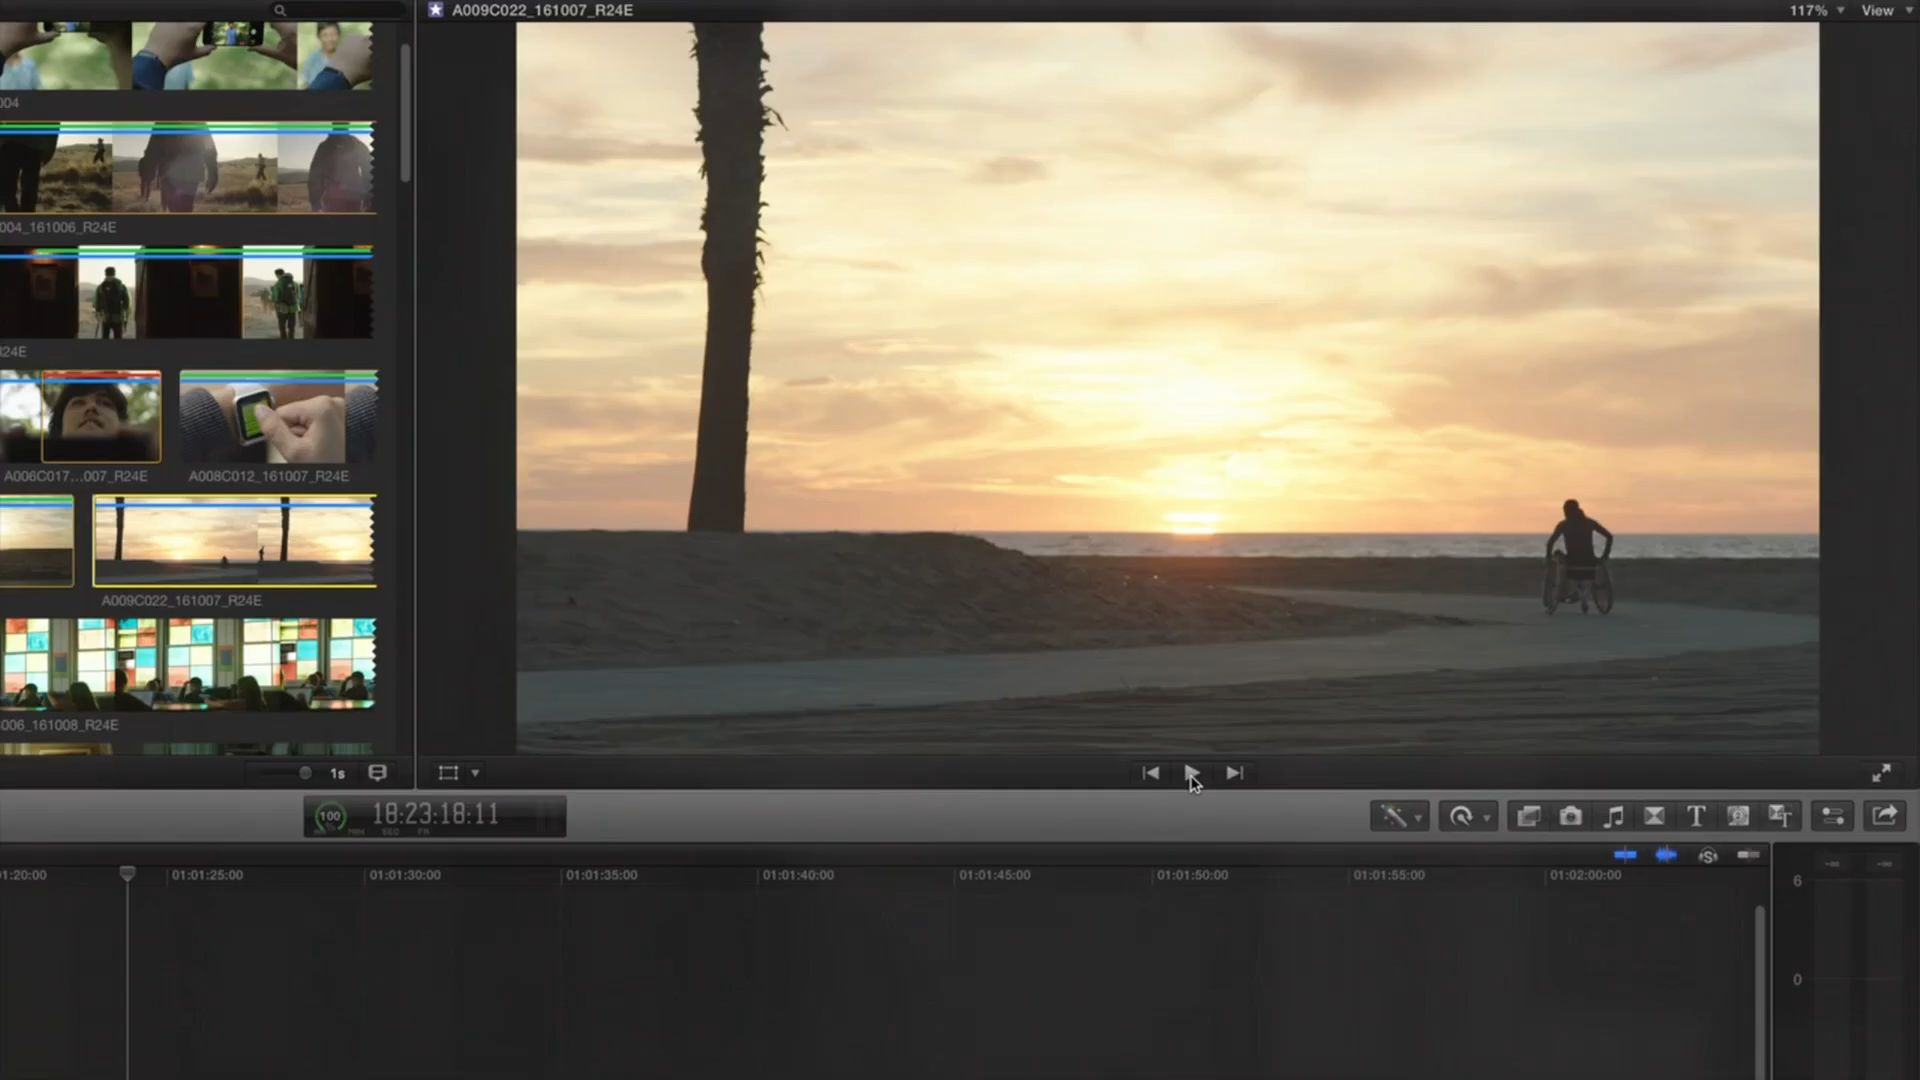 A009C022_161007_R24E
117%
View
004
004_161006_R24E
R24E
A006C017...007_R24E
A008C012_161007_R24E
A009C022_161007_R24E
006_161008_R24E
1s
100
%
18:23:18:11
MIN SEC FR
T
T
S
01:20:00
01:01:25:00
01:01:30:00
01:01:35:00
01:01:40:00
01:01:45:00
01:01:50:00
01:01:55:00
01:02:00:00
-∞ -∞
6
0